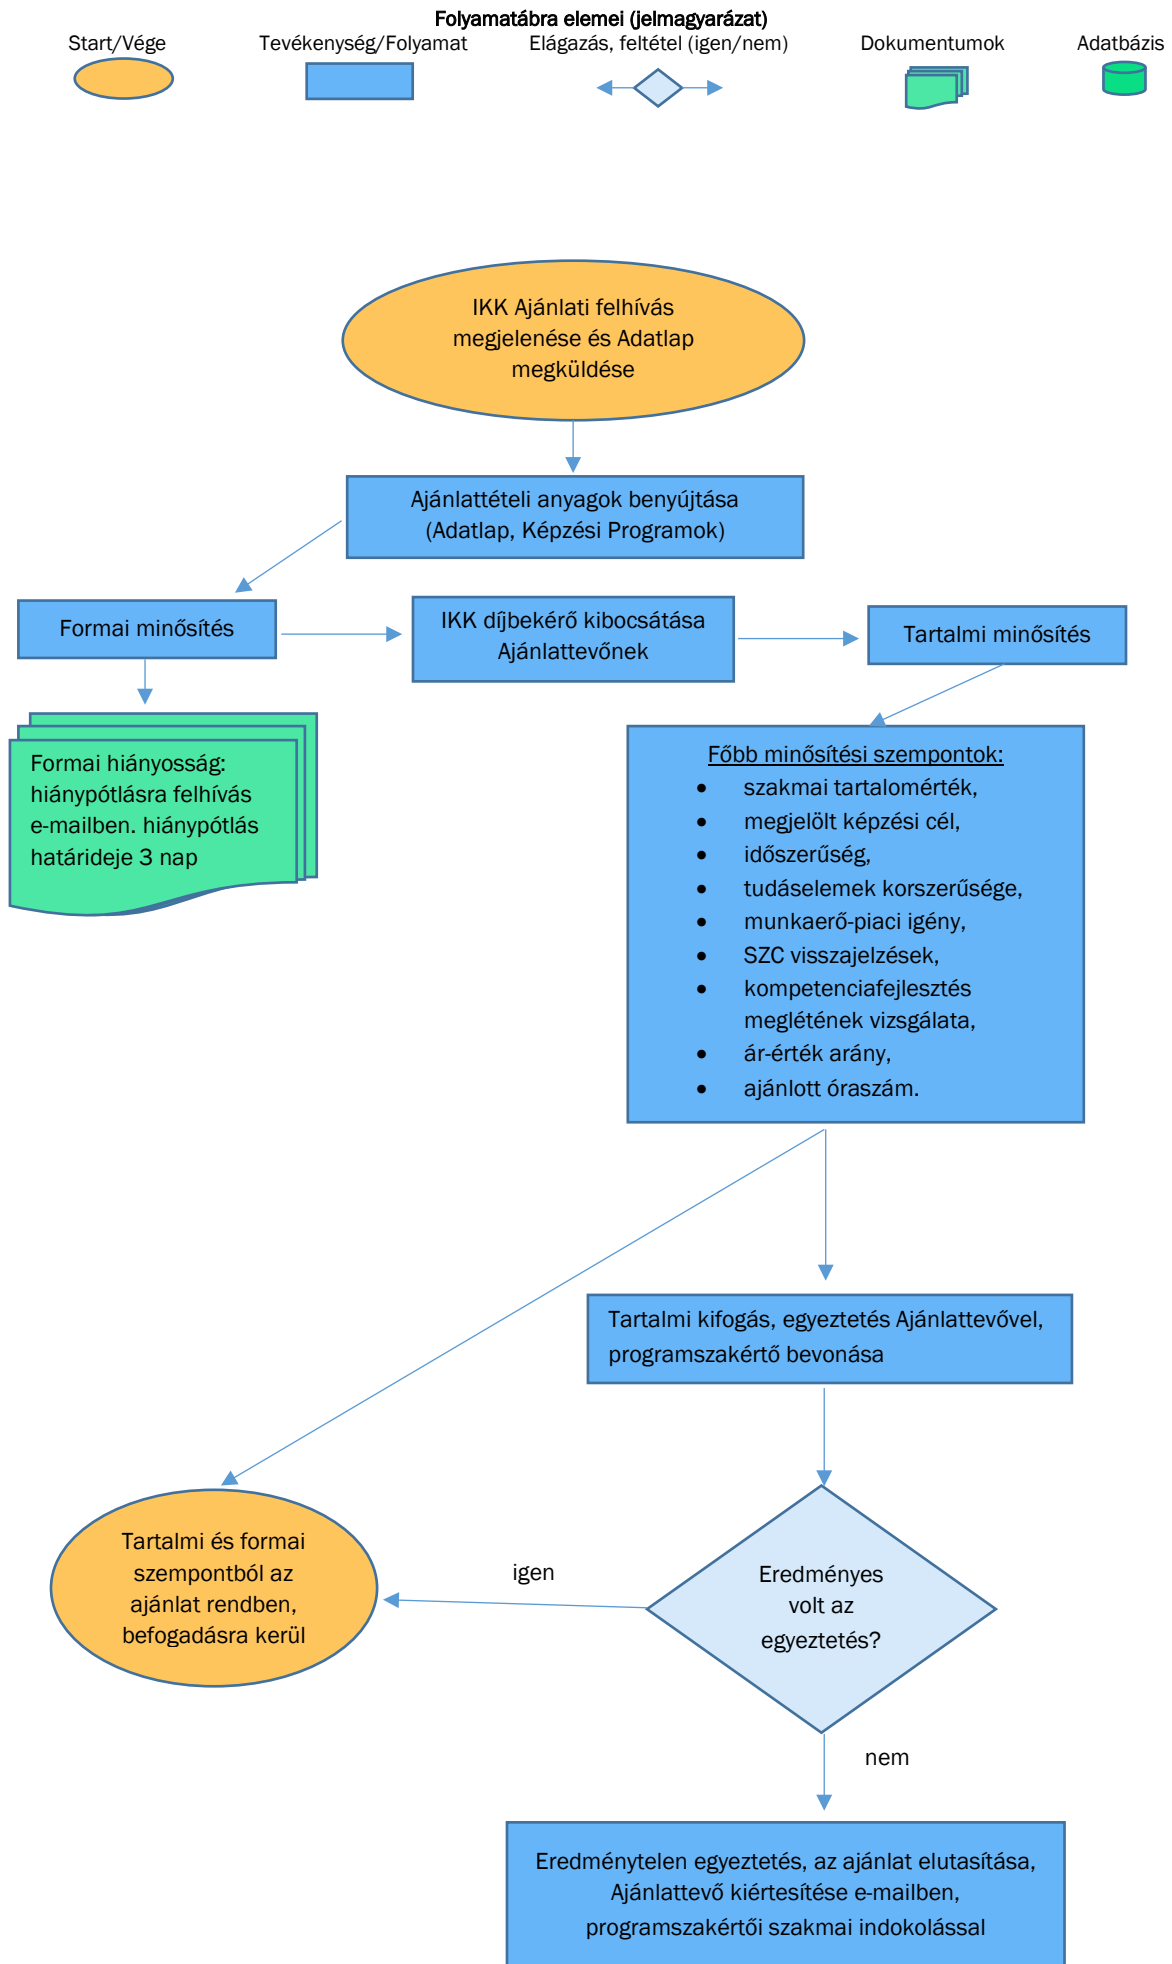 Folyamatábra elemei (jelmagyarázat)
Start/Vége
Tevékenység/Folyamat
Elágazás, feltétel (igen/nem)
Dokumentumok
Adatbázis
IKK Ajánlati felhívás
megjelenése és Adatlap
megküldése
Ajánlattételi anyagok benyújtása
(Adatlap, Képzési Programok)
Formai minősítés
IKK díjbekérő kibocsátása
Ajánlattevőnek
Tartalmi minősítés
Formai hiányosság:
hiánypótlásra felhívás
e-mailben. hiánypótlás
határideje 3 nap
Főbb minősítési szempontok:
• szakmai tartalomérték,
• megjelölt képzési cél,
• időszerűség,
• tudáselemek korszerűsége,
• munkaerő-piaci igény,
• SZC visszajelzések,
• kompetenciafejlesztés
meglétének vizsgálata,
• ár-érték arány,
• ajánlott óraszám.
Tartalmi kifogás, egyeztetés Ajánlattevővel,
programszakértő bevonása
Tartalmi és formai
szempontból az
ajánlat rendben,
befogadásra kerül
igen
Eredményes
volt az
egyeztetés?
nem
Eredménytelen egyeztetés, az ajánlat elutasítása,
Ajánlattevő kiértesítése e-mailben,
programszakértői szakmai indokolással